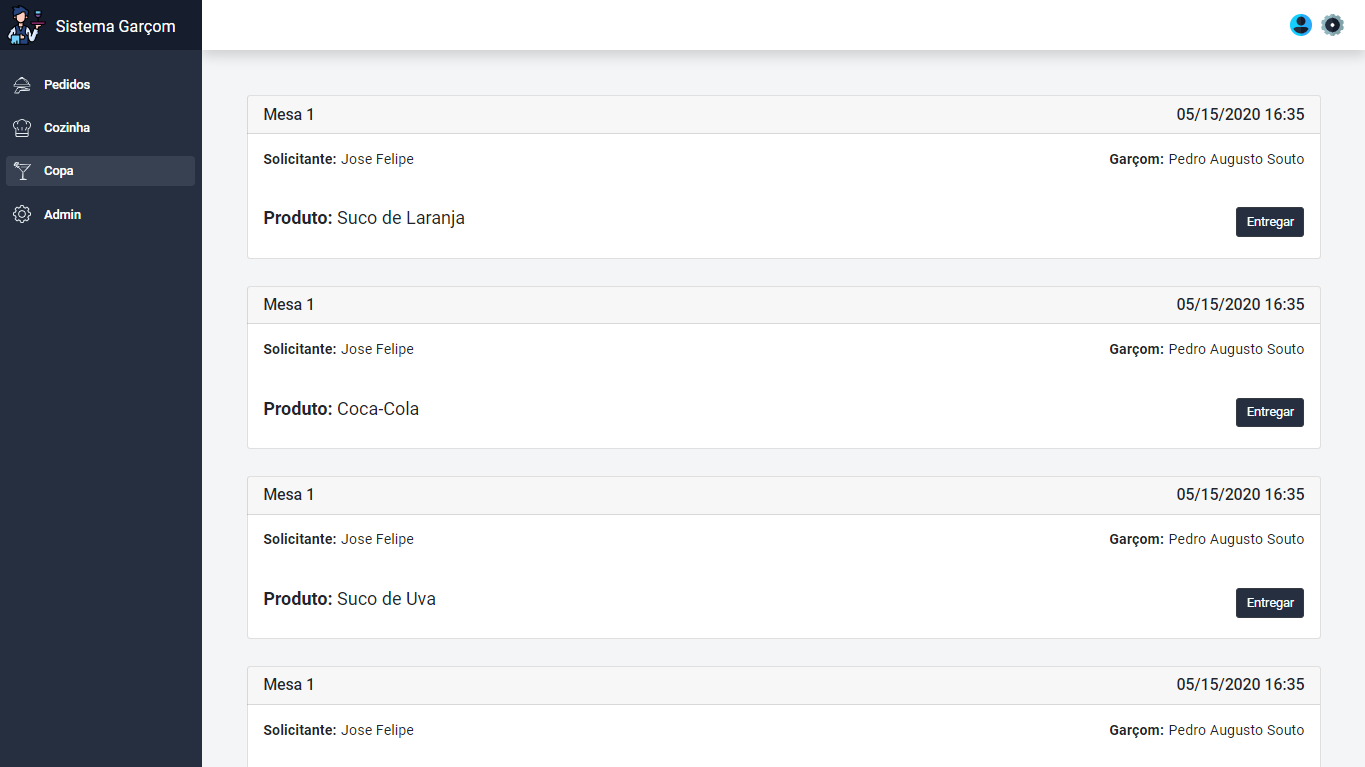 Sistema Garçom
Pedidos
Cozinha
Copa
Admin
Mesa 1 05/15/2020 16:35
Solicitante: Jose Felipe Garçom: Pedro Augusto Souto
Produto: Suco de Laranja Entregar
Mesa 1 05/15/2020 16:35
Solicitante: Jose Felipe Garçom: Pedro Augusto Souto
Produto: Coca-Cola Entregar
Mesa 1 05/15/2020 16:35
Solicitante: Jose Felipe Garçom: Pedro Augusto Souto
Produto: Suco de Uva Entregar
Mesa 1 05/15/2020 16:35
Solicitante: Jose Felipe Garçom: Pedro Augusto Souto